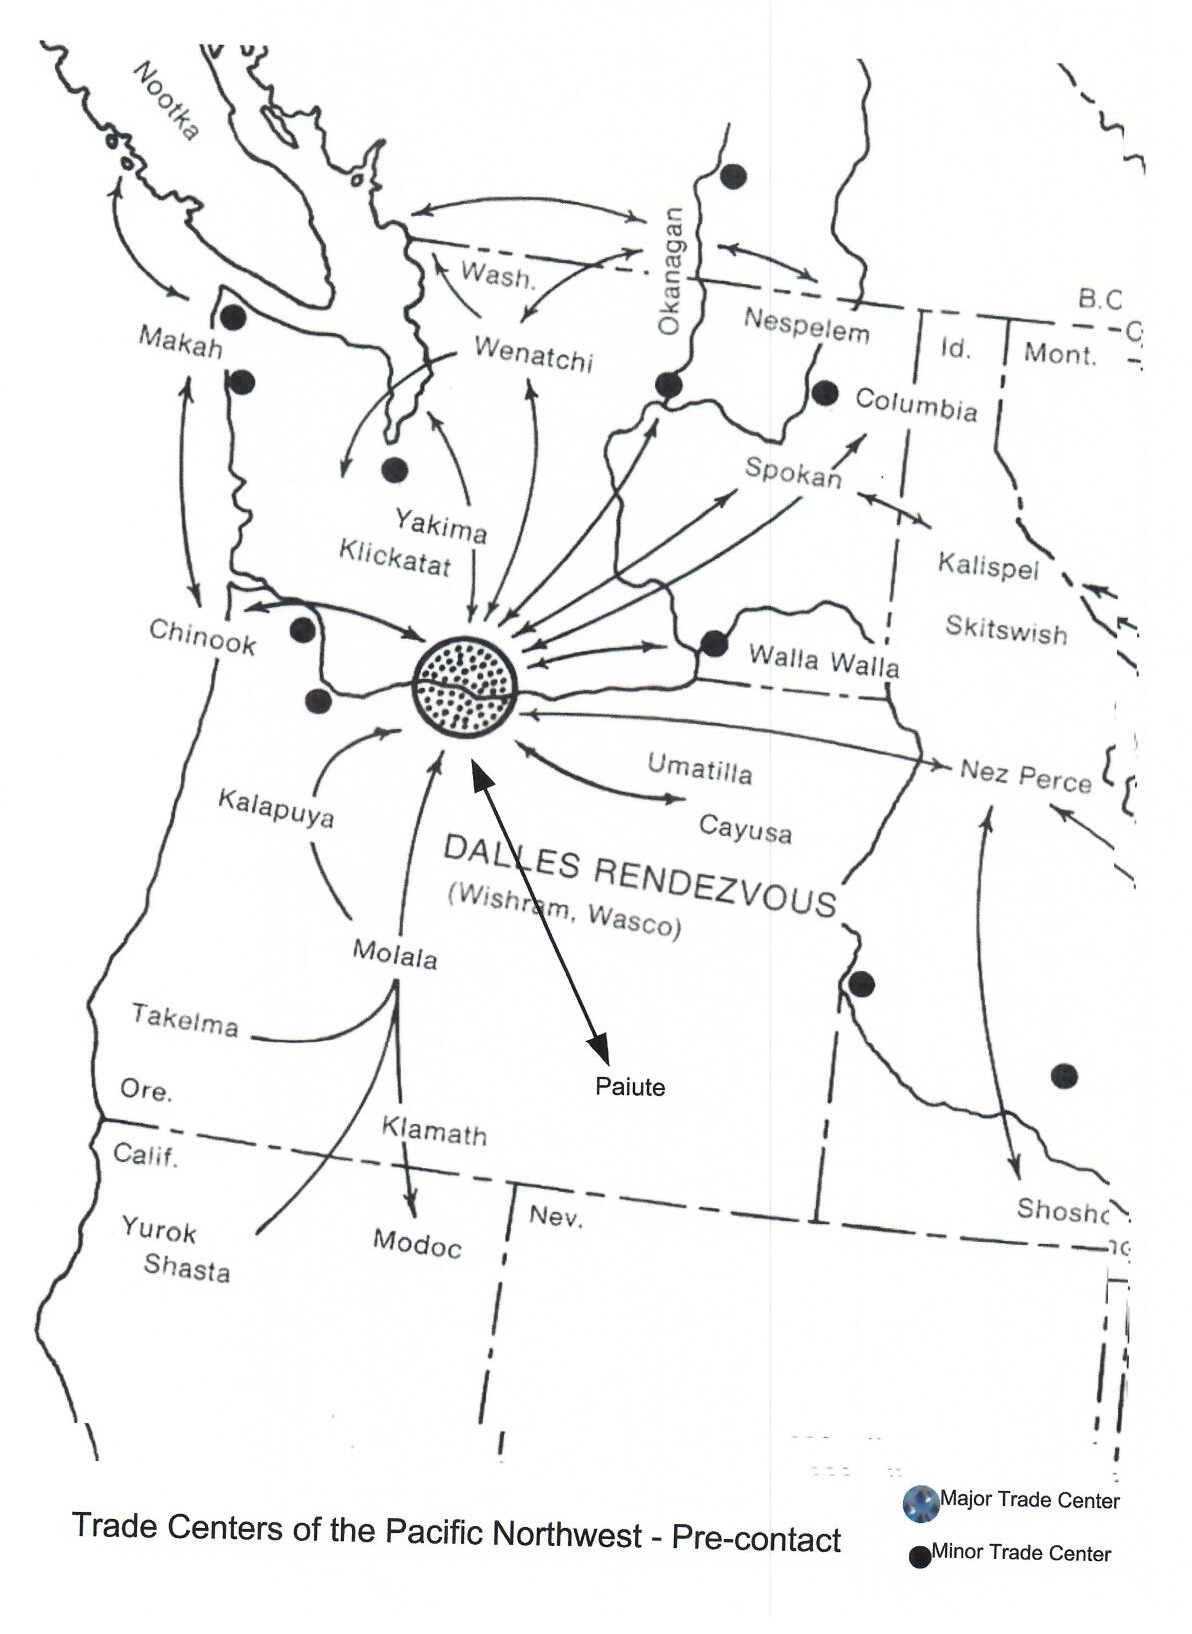 Nootka
Okanagan
Wash.
B.C
Nespelem
Id.
Mont.
Makah
Wenatchi
Columbia
Spokan
Yakima
Klickatat
Kalispel
Skitswish
Chinook
Walla Walla
Umatilla
Nez Perce
Kalapuya
Cayusa
DALLES RENDEZVOUS
(Wishram, Wasco)
Molala
Takelma
Paiute
Ore.
Klamath
Calif.
Shosho
Nev.
Yurok
Shasta
Modoc
Major Trade Center
Trade Centers of the Pacific Northwest - Pre-contact
Minor Trade Center